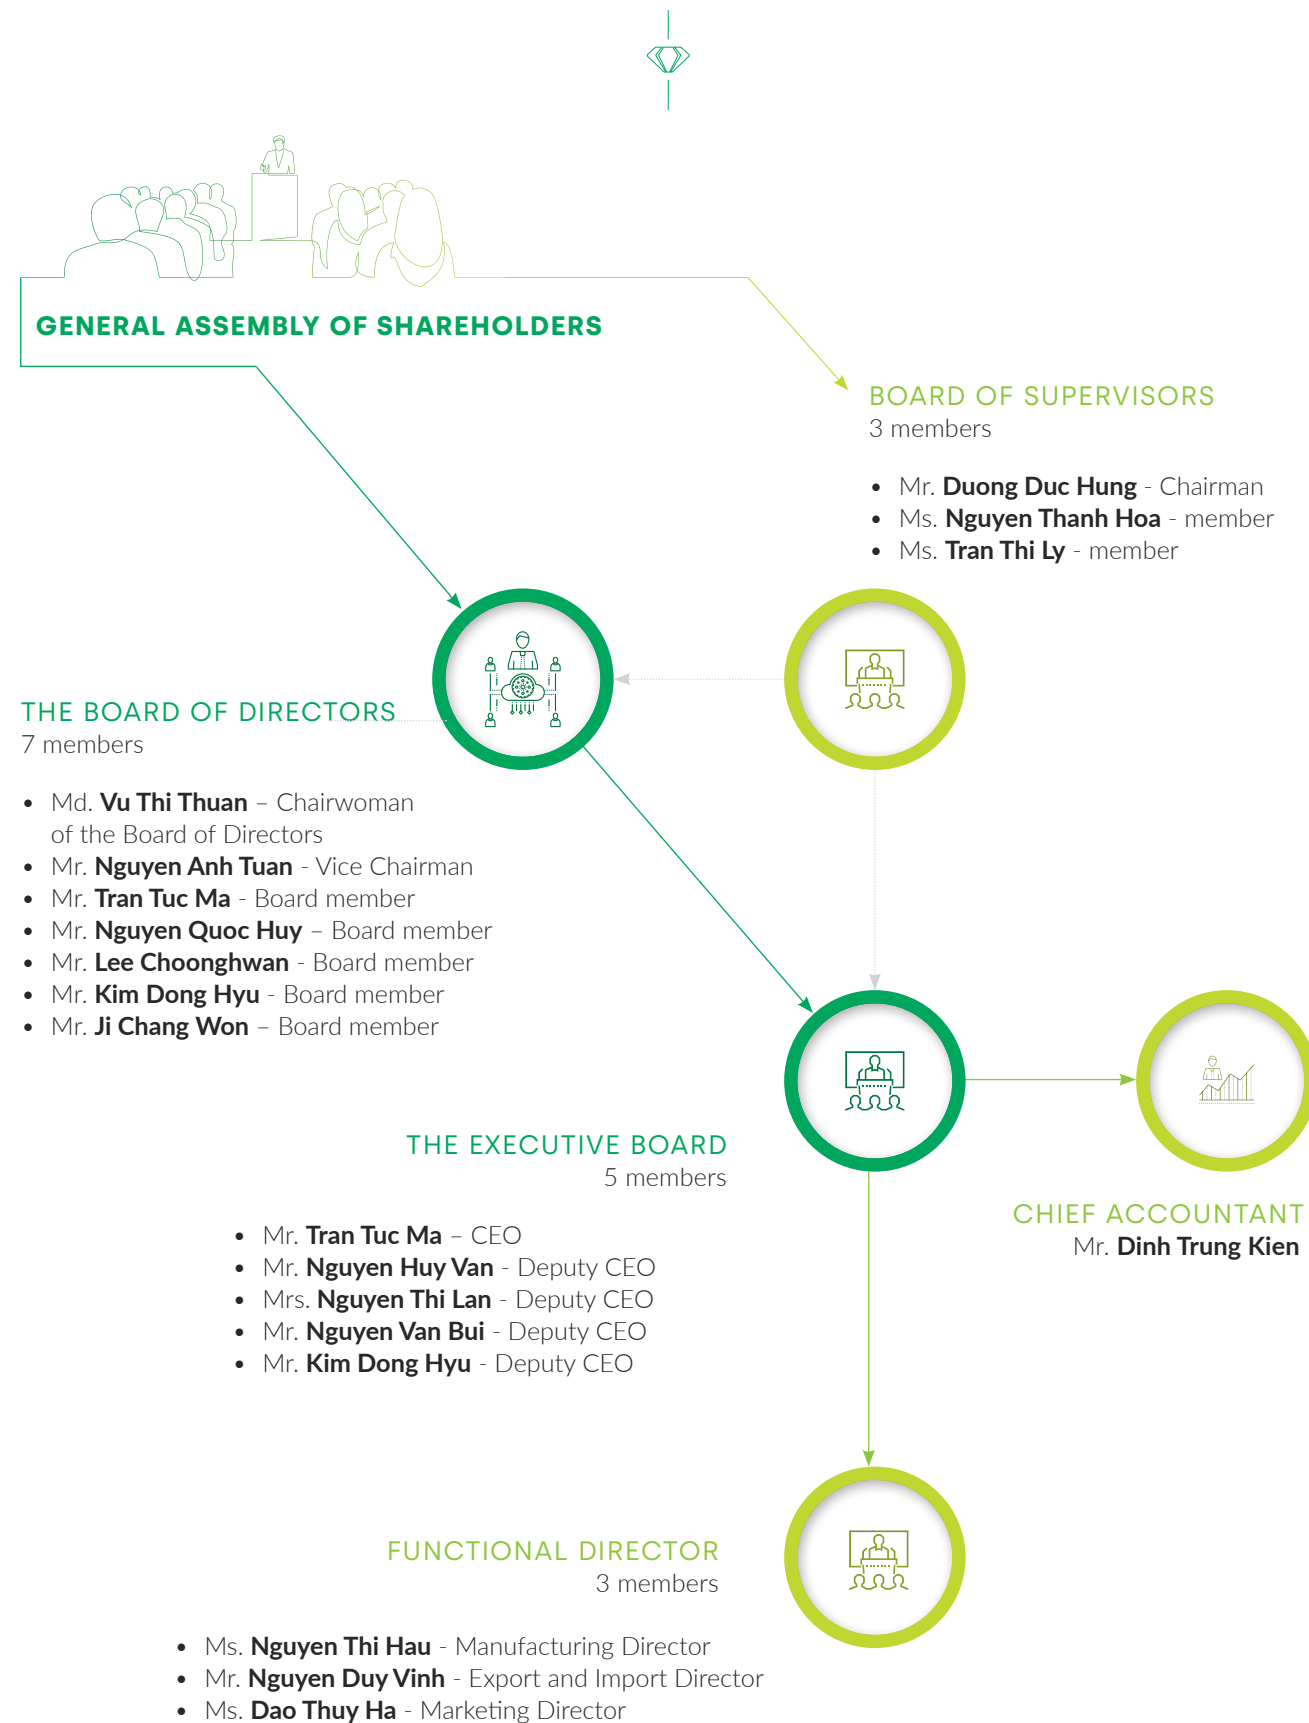 GENERAL ASSEMBLY OF SHAREHOLDERS
BOARD OF SUPERVISORS
3 members
• Mr. Duong Duc Hung - Chairman
• Ms. Nguyen Thanh Hoa - member
• Ms. Tran Thi Ly - member
THE BOARD OF DIRECTORS
7 members
• Md. Vu Thi Thuan – Chairwoman
of the Board of Directors
• Mr. Nguyen Anh Tuan - Vice Chairman
• Mr. Tran Tuc Ma - Board member
• Mr. Nguyen Quoc Huy – Board member
• Mr. Lee Choonghwan - Board member
• Mr. Kim Dong Hyu - Board member
• Mr. Ji Chang Won – Board member
THE EXECUTIVE BOARD
5 members
• Mr. Tran Tuc Ma – CEO
• Mr. Nguyen Huy Van - Deputy CEO
• Mrs. Nguyen Thi Lan - Deputy CEO
• Mr. Nguyen Van Bui - Deputy CEO
• Mr. Kim Dong Hyu - Deputy CEO
CHIEF ACCOUNTANT
Mr. Dinh Trung Kien
FUNCTIONAL DIRECTOR
3 members
• Ms. Nguyen Thi Hau - Manufacturing Director
• Mr. Nguyen Duy Vinh - Export and Import Director
• Ms. Dao Thuy Ha - Marketing Director